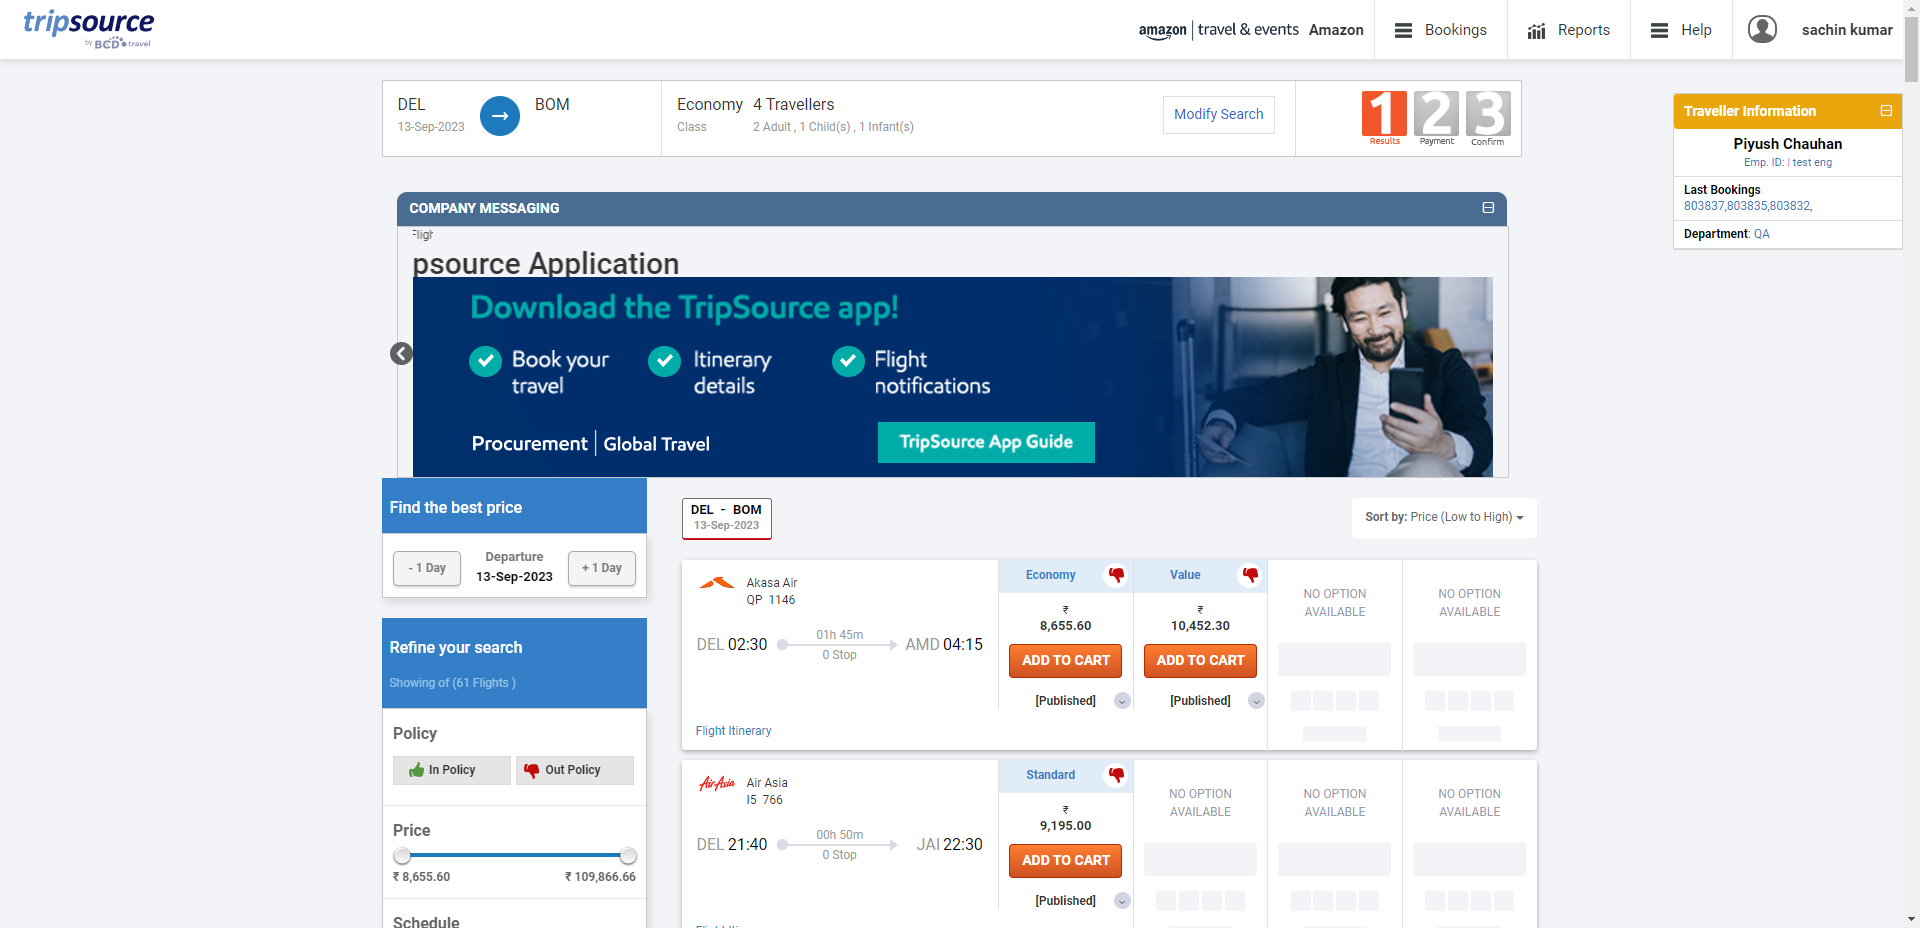 tripsource
by BCD travel
amazon | travel & events Amazon
Bookings
Reports
Help
sachin kumar
DEL
13-Sep-2023
BOM
Economy
Class
4 Travellers
2 Adult , 1 Child(s) , 1 Infant(s)
Modify Search
1 2 3
Results Payment Confirm
Traveller Information
Piyush Chauhan
Emp. ID: | test eng
Last Bookings
803837,803835,803832,
Department: QA
COMPANY MESSAGING
psource Application
Download the TripSource app!
Book your
travel
Itinerary
details
Flight
notifications
Procurement | Global Travel
TripSource App Guide
Find the best price
- 1 Day
Departure
13-Sep-2023
+ 1 Day
Refine your search
Showing of (61 Flights )
Policy
In Policy
Out Policy
Price
₹ 8,655.60
₹ 109,866.66
Schedule
DEL - BOM
13-Sep-2023
Sort by: Price (Low to High)
Akasa Air
QP 1146
DEL 02:30
01h 45m
0 Stop
AMD 04:15
Flight Itinerary
Economy
₹
8,655.60
ADD TO CART
[Published]
Value
₹
10,452.30
ADD TO CART
[Published]
NO OPTION
AVAILABLE
NO OPTION
AVAILABLE
AirAsia
Air Asia
I5 766
DEL 21:40
00h 50m
0 Stop
JAI 22:30
Standard
₹
9,195.00
ADD TO CART
[Published]
NO OPTION
AVAILABLE
NO OPTION
AVAILABLE
NO OPTION
AVAILABLE